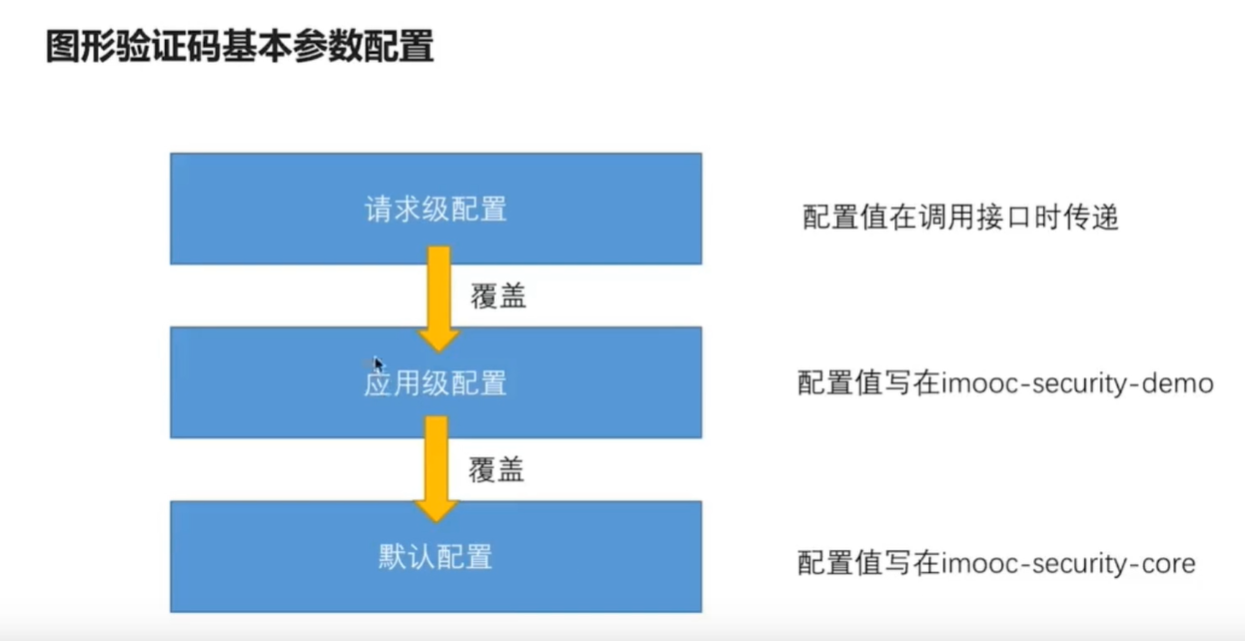 图形验证码基本参数配置
请求级配置
配置值在调用接口时传递
覆盖
应用级配置
配置值写在imooc-security-demo
覆盖
默认配置
配置值写在imooc-security-core